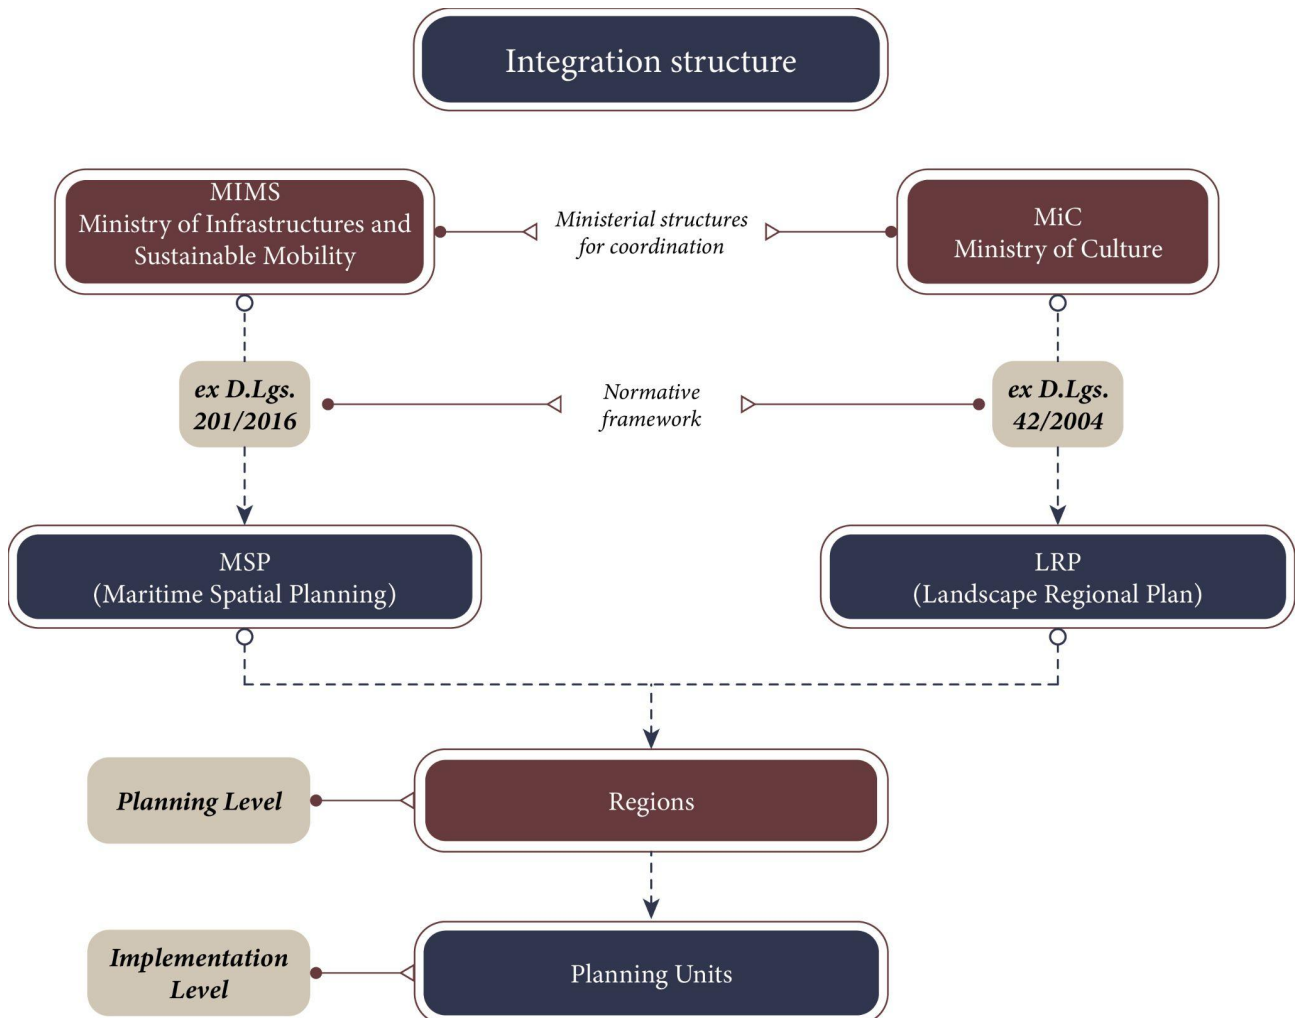 Integration structure
MIMS
Ministry of Infrastructures and
Sustainable Mobility
Ministerial structures
for coordination
MiC
Ministry of Culture
ex D.Lgs.
201/2016
Normative
framework
ex D.Lgs.
42/2004
MSP
(Maritime Spatial Planning)
LRP
(Landscape Regional Plan)
Planning Level
Regions
Implementation
Level
Planning Units